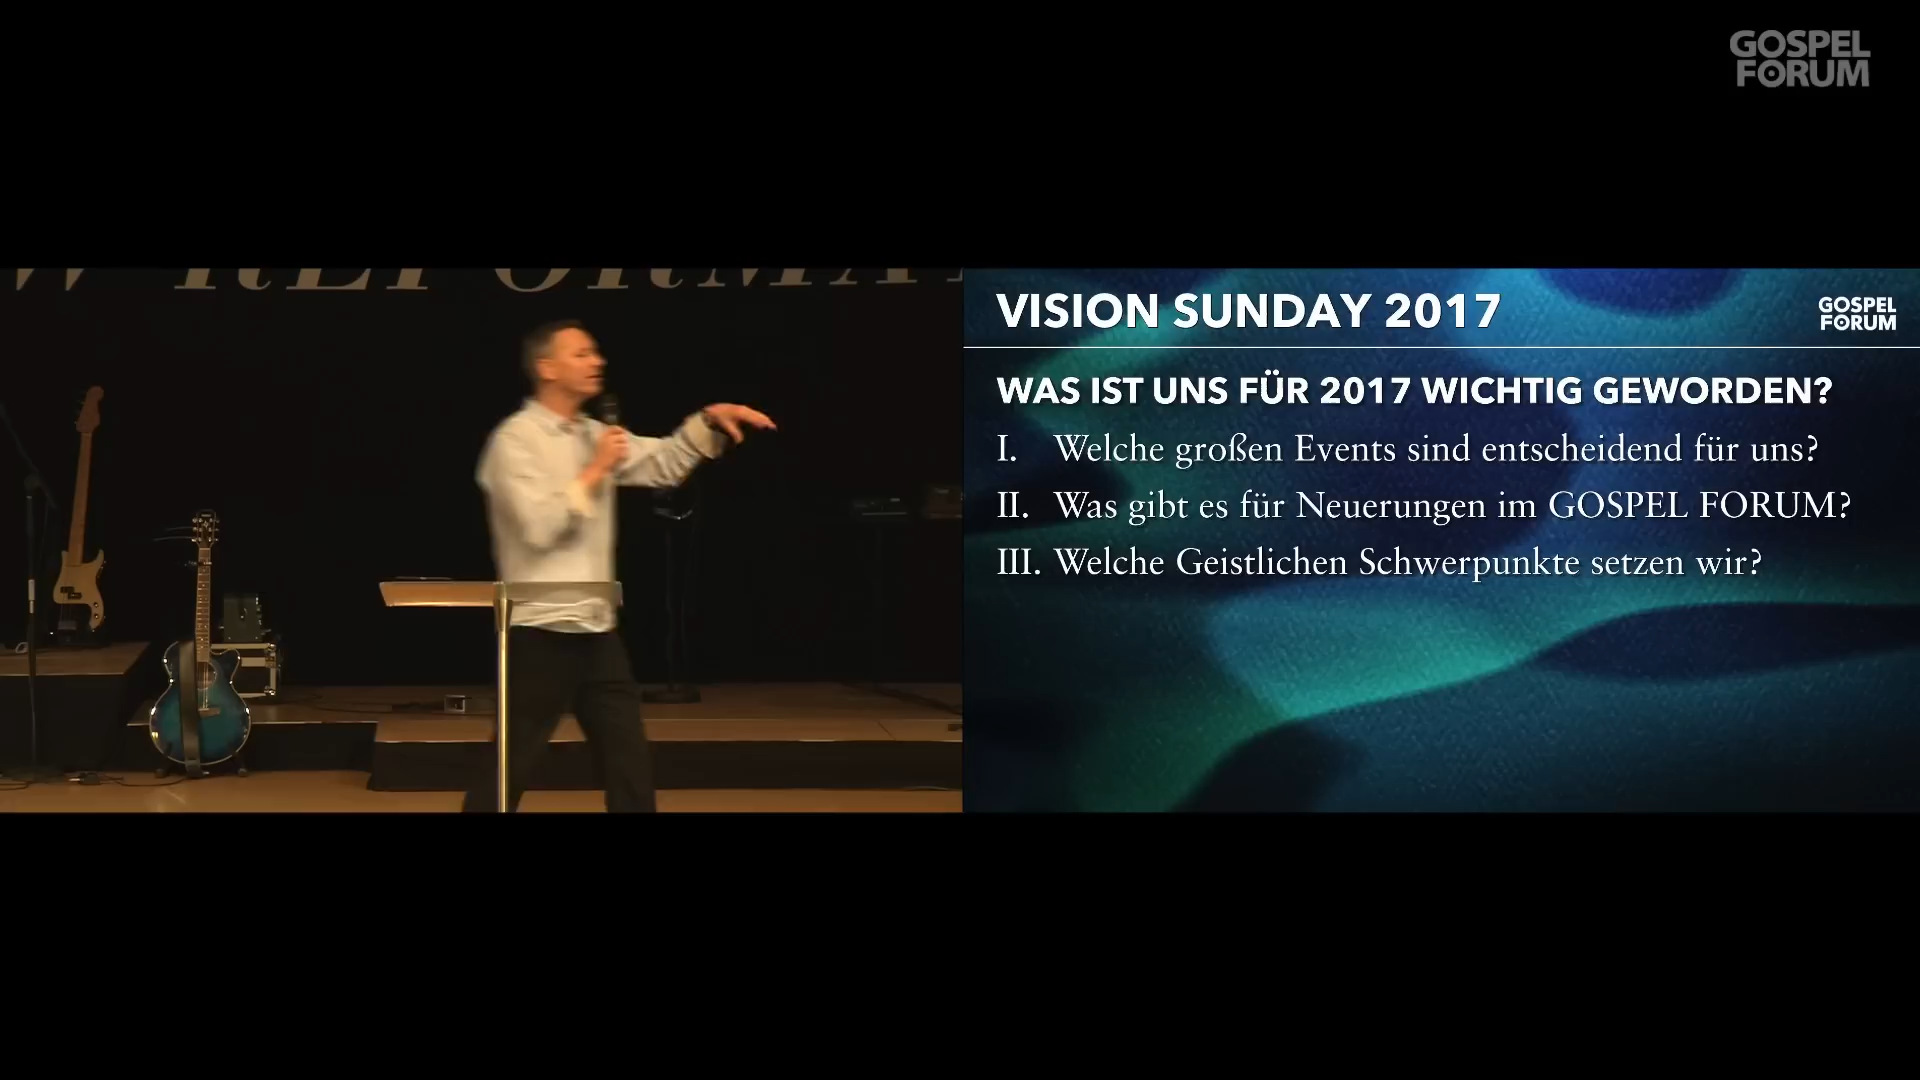 GOSPEL
FORUM
W REFORMA
VISION SUNDAY 2017
GOSPEL
FORUM
WAS IST UNS FÜR 2017 WICHTIG GEWORDEN?
I. Welche großen Events sind entscheidend für uns?
II. Was gibt es für Neuerungen im GOSPEL FORUM?
III. Welche Geistlichen Schwerpunkte setzen wir?